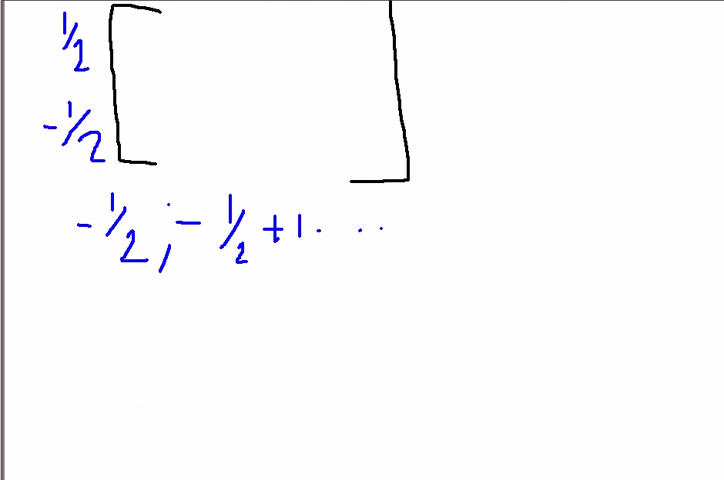 1/2
-1/2
-1/2, - 1/2 + 1 . . .